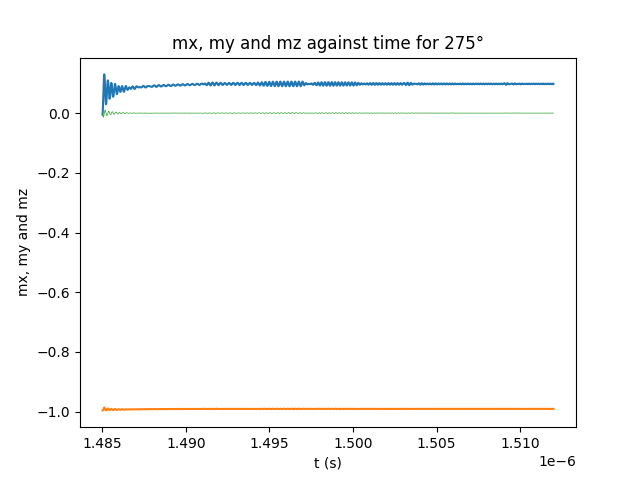 mx, my and mz against time for 275°
mx, my and mz
0.0
−0.2
−0.4
−0.6
−0.8
−1.0
1.485 1.490 1.495 1.500 1.505 1.510
1e−6
t (s)